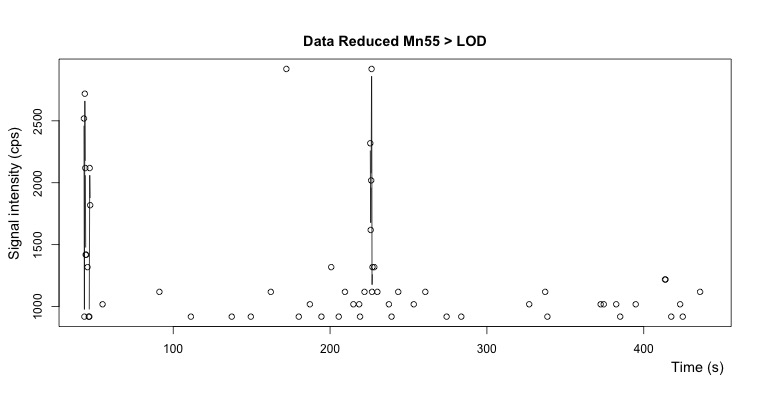 Data Reduced Mn55 > LOD
Signal intensity (cps)
2500
2000
1500
1000
100 200 300 400
Time (s)